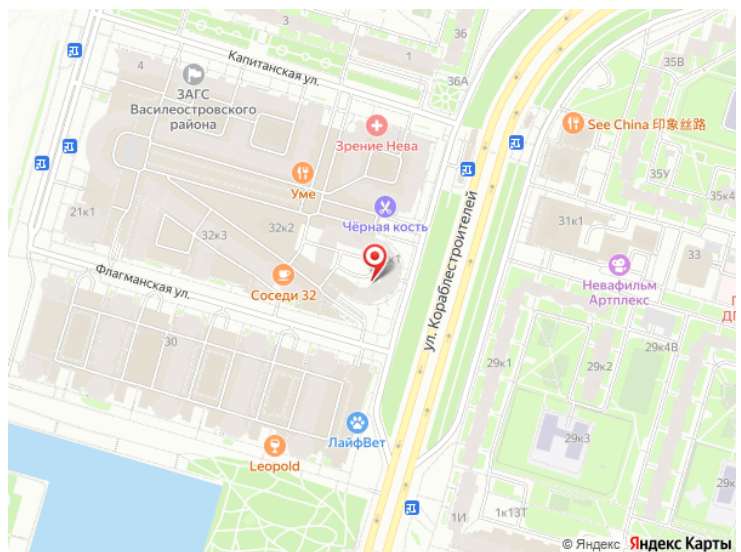 3
36
35В
Капитанская ул.
1
4
36А
ЗАГС
Василеостровского
района
See China 印象丝路
Зрение Нева
35У
Уме
35к4
21к1
Чёрная кость
31к1
32к2
32к3
к1
33
Флагманская ул.
Соседи 32
ул. Кораблестроителей
Невафильм
Артплекс
ДГ
30
29к1
29к2
29к4В
ЛайфВет
29к3
Leopold
1И
1к13Т
© Яндекс Яндекс Карты